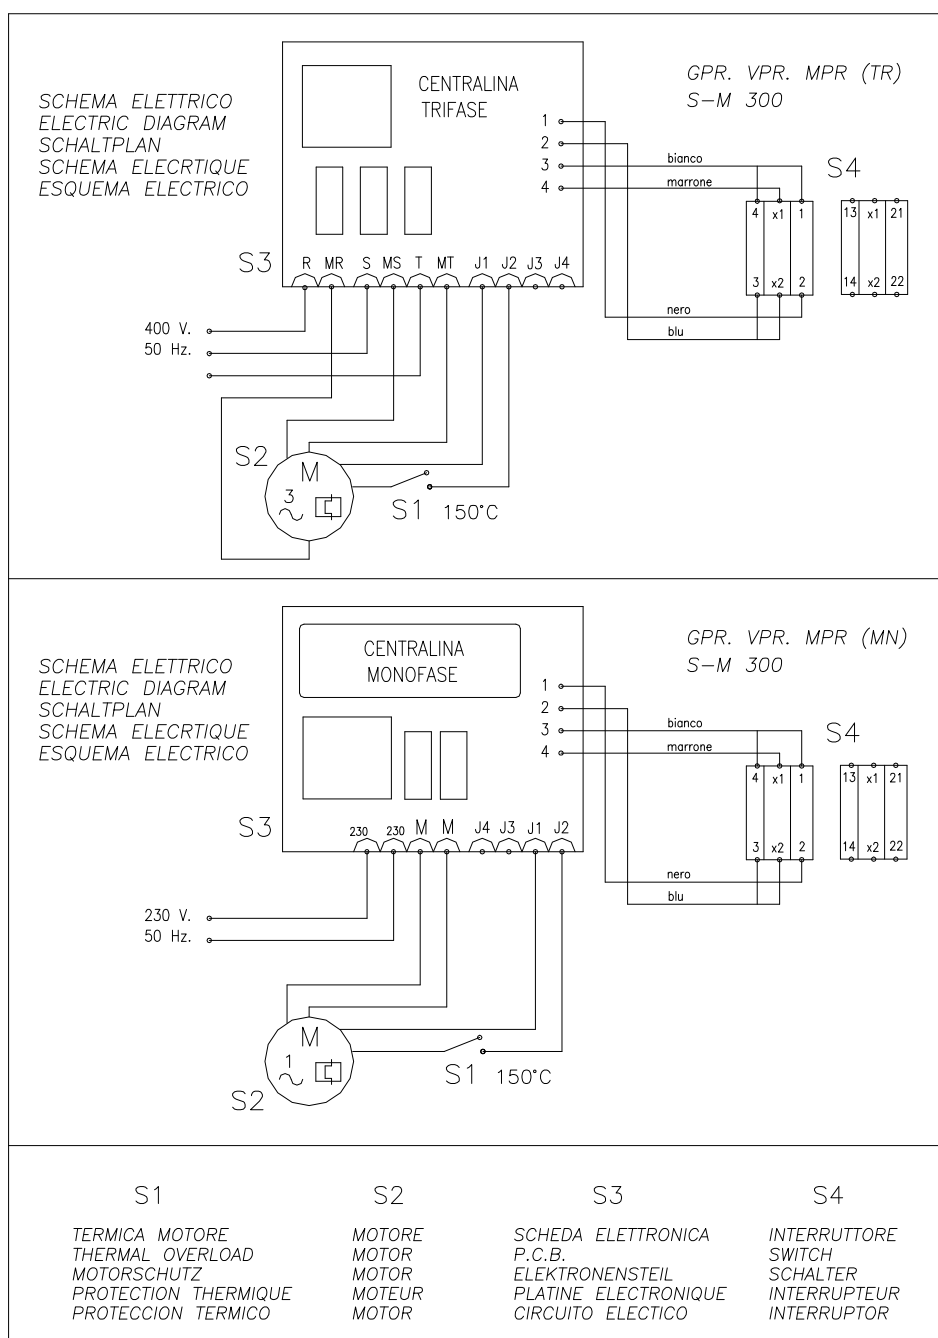 SCHEMA ELETTRICO
ELECTRIC DIAGRAM
SCHALTPLAN
SCHEMA ELECRTIQUE
ESQUEMA ELECTRICO
CENTRALINA
TRIFASE
GPR. VPR. MPR (TR)
S-M 300
1
2
3
4
bianco
marrone
S4
4 x1 1
13 x1 21
3 x2 2
14 x2 22
nero
blu
S3
R MR S MS T MT J1 J2 J3 J4
400 V.
50 Hz.
S2
M
3
S1 150°C
SCHEMA ELETTRICO
ELECTRIC DIAGRAM
SCHALTPLAN
SCHEMA ELECRTIQUE
ESQUEMA ELECTRICO
CENTRALINA
MONOFASE
GPR. VPR. MPR (MN)
S-M 300
1
2
3
4
bianco
marrone
S4
4 x1 1
13 x1 21
3 x2 2
14 x2 22
nero
blu
S3
230 230 M M J4 J3 J1 J2
230 V.
50 Hz.
M
1
S2
S1 150°C
S1 S2 S3 S4
TERMICA MOTORE MOTORE SCHEDA ELETTRONICA INTERRUTTORE
THERMAL OVERLOAD MOTOR P.C.B. SWITCH
MOTORSCHUTZ MOTOR ELEKTRONENSTEIL SCHALTER
PROTECTION THERMIQUE MOTEUR PLATINE ELECTRONIQUE INTERRUPTEUR
PROTECCION TERMICO MOTOR CIRCUITO ELECTICO INTERRUPTOR